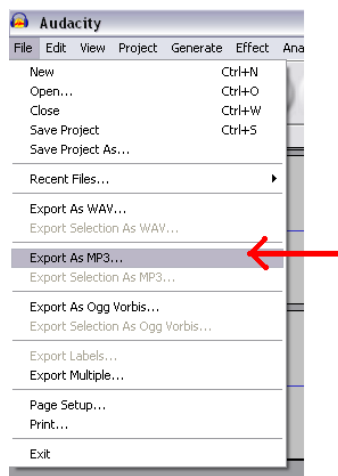 Audacity
File Edit View Project Generate Effect Ana
New Ctrl+N
Open... Ctrl+O
Close Ctrl+W
Save Project Ctrl+S
Save Project As...
Recent Files...
Export As WAV...
Export Selection As WAV...
Export As MP3...
Export Selection As MP3...
Export As Ogg Vorbis...
Export Selection As Ogg Vorbis...
Export Labels...
Export Multiple...
Page Setup...
Print...
Exit